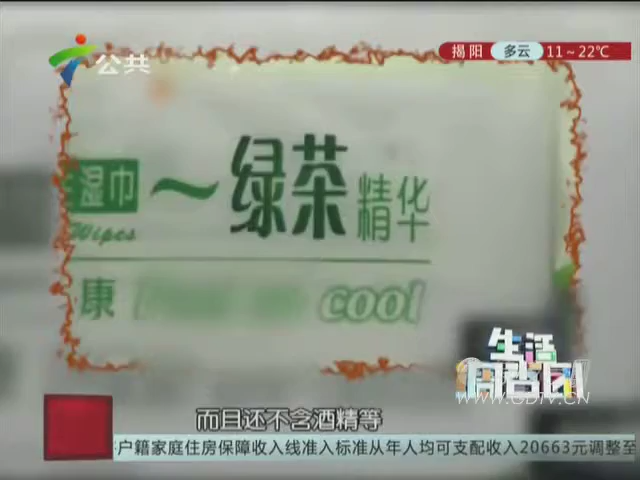 公共
揭阳 多云 11~22℃
湿巾
绿茶精华
Wipes
康
cool
生活
WWW.GDTV.CN
而且还不含酒精等
户籍家庭住房保障收入线准入标准从年人均可支配收入20663元调整至